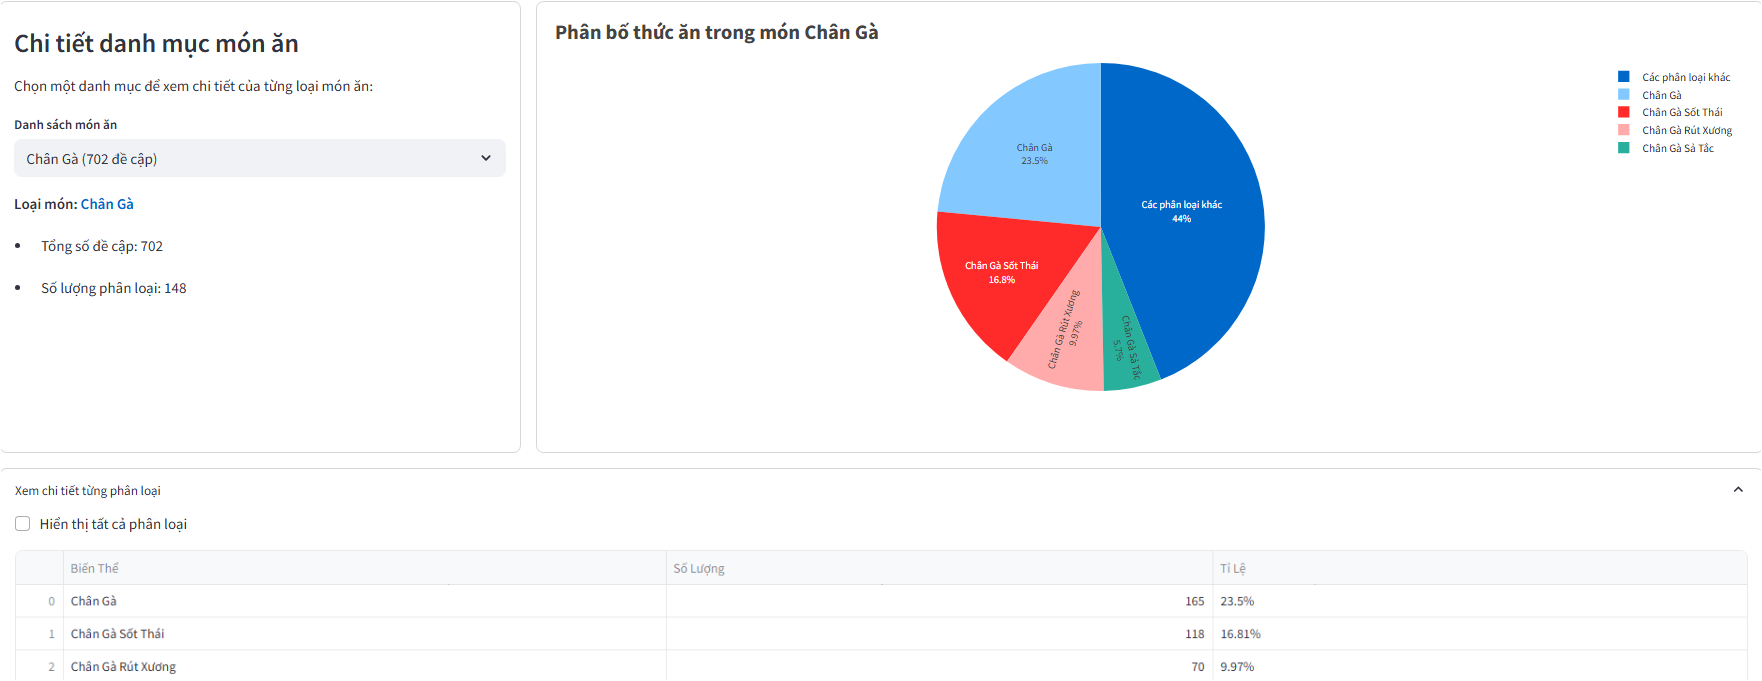 Chi tiết danh mục món ăn
Chọn một danh mục để xem chi tiết của từng loại món ăn:
Danh sách món ăn
Chân Gà (702 đề cập)
Loại món: Chân Gà
• Tổng số đề cập: 702
• Số lượng phân loại: 148
Phân bố thức ăn trong món Chân Gà
Chân Gà
23.5%
Các phân loại khác
44%
Chân Gà Sốt Thái
16.8%
Chân Gà Rút Xương
9.97%
Chân Gà Sả Tắc
5.7%
Các phân loại khác
Chân Gà
Chân Gà Sốt Thái
Chân Gà Rút Xương
Chân Gà Sả Tắc
Xem chi tiết từng phân loại
Hiển thị tất cả phân loại
Biến Thể Số Lượng Tỉ Lệ
0 Chân Gà 165 23.5%
1 Chân Gà Sốt Thái 118 16.81%
2 Chân Gà Rút Xương 70 9.97%